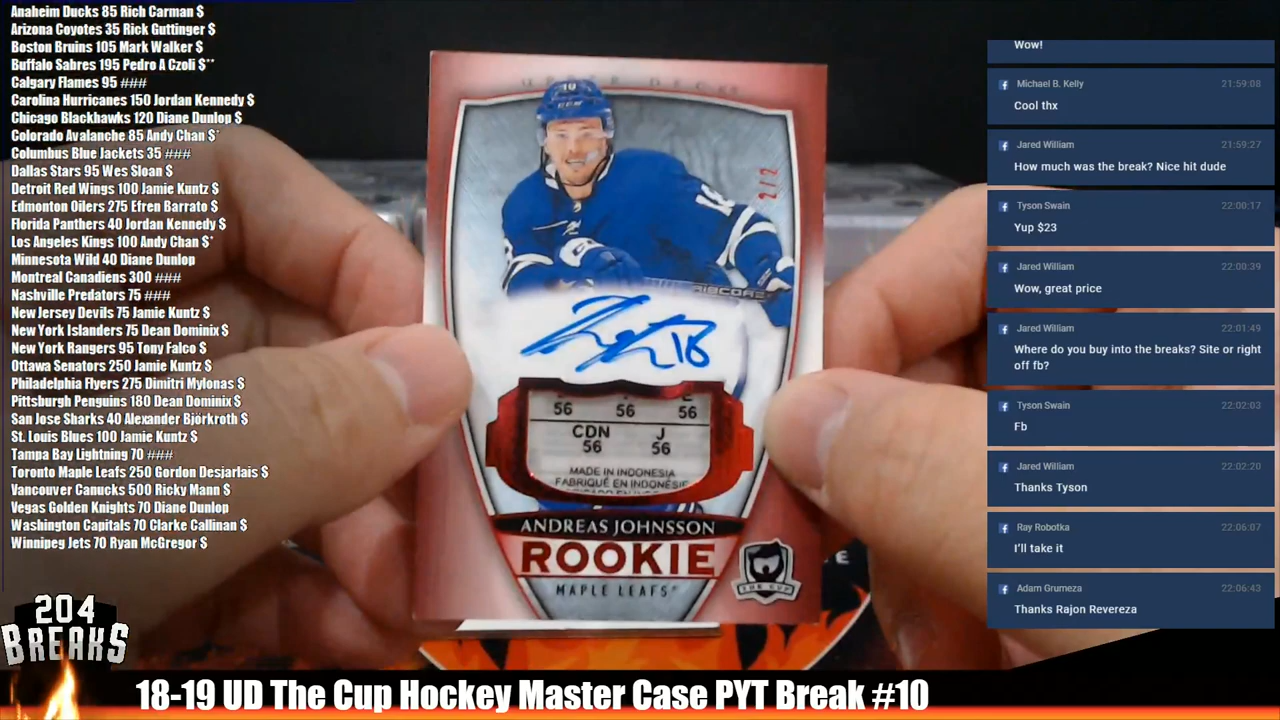 Anaheim Ducks 85 Rich Carman $
Arizona Coyotes 35 Rick Guttinger $
Boston Bruins 105 Mark Walker $
Buffalo Sabres 195 Pedro A Czoli $**
Calgary Flames 95 ###
Carolina Hurricanes 150 Jordan Kennedy $
Chicago Blackhawks 120 Diane Dunlop $
Colorado Avalanche 85 Andy Chan $*
Columbus Blue Jackets 35 ###
Dallas Stars 95 Wes Sloan $
Detroit Red Wings 100 Jamie Kuntz $
Edmonton Oilers 275 Efren Barrato $
Florida Panthers 40 Jordan Kennedy $
Los Angeles Kings 100 Andy Chan $*
Minnesota Wild 40 Diane Dunlop
Montreal Canadiens 300 ###
Nashville Predators 75 ###
New Jersey Devils 75 Jamie Kuntz $
New York Islanders 75 Dean Dominix $
New York Rangers 95 Tony Falco $
Ottawa Senators 250 Jamie Kuntz $
Philadelphia Flyers 275 Dimitri Mylonas $
Pittsburgh Penguins 180 Dean Dominix $
San Jose Sharks 40 Alexander Björkroth $
St. Louis Blues 100 Jamie Kuntz $
Tampa Bay Lightning 70 ###
Toronto Maple Leafs 250 Gordon Desjarlais $
Vancouver Canucks 500 Ricky Mann $
Vegas Golden Knights 70 Diane Dunlop
Washington Capitals 70 Clarke Callinan $
Winnipeg Jets 70 Ryan McGregor $
204
BREAKS
UPPER DECK
18
18
2/2
RIBCORE
18
56 56 56
CDN J
56 56
MADE IN INDONESIA
FABRIQUÉ EN INDONÉSIE
ANDREAS JOHNSSON
ROOKIE
MAPLE LEAFS
THE CUP
Wow!
Michael B. Kelly 21:59:08
Cool thx
Jared William 21:59:27
How much was the break? Nice hit dude
Tyson Swain 22:00:17
Yup $23
Jared William 22:00:39
Wow, great price
Jared William 22:01:49
Where do you buy into the breaks? Site or right
off fb?
Tyson Swain 22:02:03
Fb
Jared William 22:02:20
Thanks Tyson
Ray Robotka 22:06:07
I'll take it
Adam Grumeza 22:06:43
Thanks Rajon Revereza
18-19 UD The Cup Hockey Master Case PYT Break #10